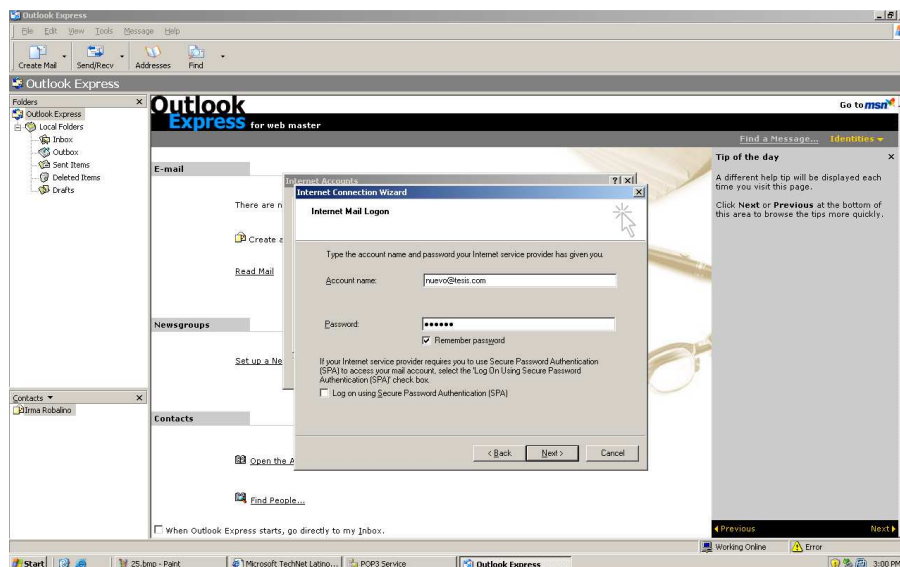 Outlook Express
File Edit View Tools Message Help
Create Mail Send/Recv Addresses Find
Outlook Express
Folders
Outlook Express
Local Folders
Inbox
Outbox
Sent Items
Deleted Items
Drafts
Contacts
Irma Robalino
Outlook
Express for web master
Go to msn
Find a Message... Identities
E-mail
There are n
Create a
Read Mail
Newsgroups
Set up a Ne
Contacts
Open the A
Find People...
When Outlook Express starts, go directly to my Inbox.
Internet Accounts
Internet Connection Wizard
Internet Mail Logon
Type the account name and password your Internet service provider has given you.
Account name: nuevo@tesis.com
Password: ••••••
Remember password
If your Internet service provider requires you to use Secure Password Authentication
(SPA) to access your mail account, select the 'Log On Using Secure Password
Authentication (SPA)' check box.
Log on using Secure Password Authentication (SPA)
< Back Next > Cancel
Tip of the day
A different help tip will be displayed each
time you visit this page.
Click Next or Previous at the bottom of
this area to browse the tips more quickly.
Previous Next
Working Online Error
Start 25.bmp - Paint Microsoft TechNet Latino... POP3 Service Outlook Express 3:00 PM